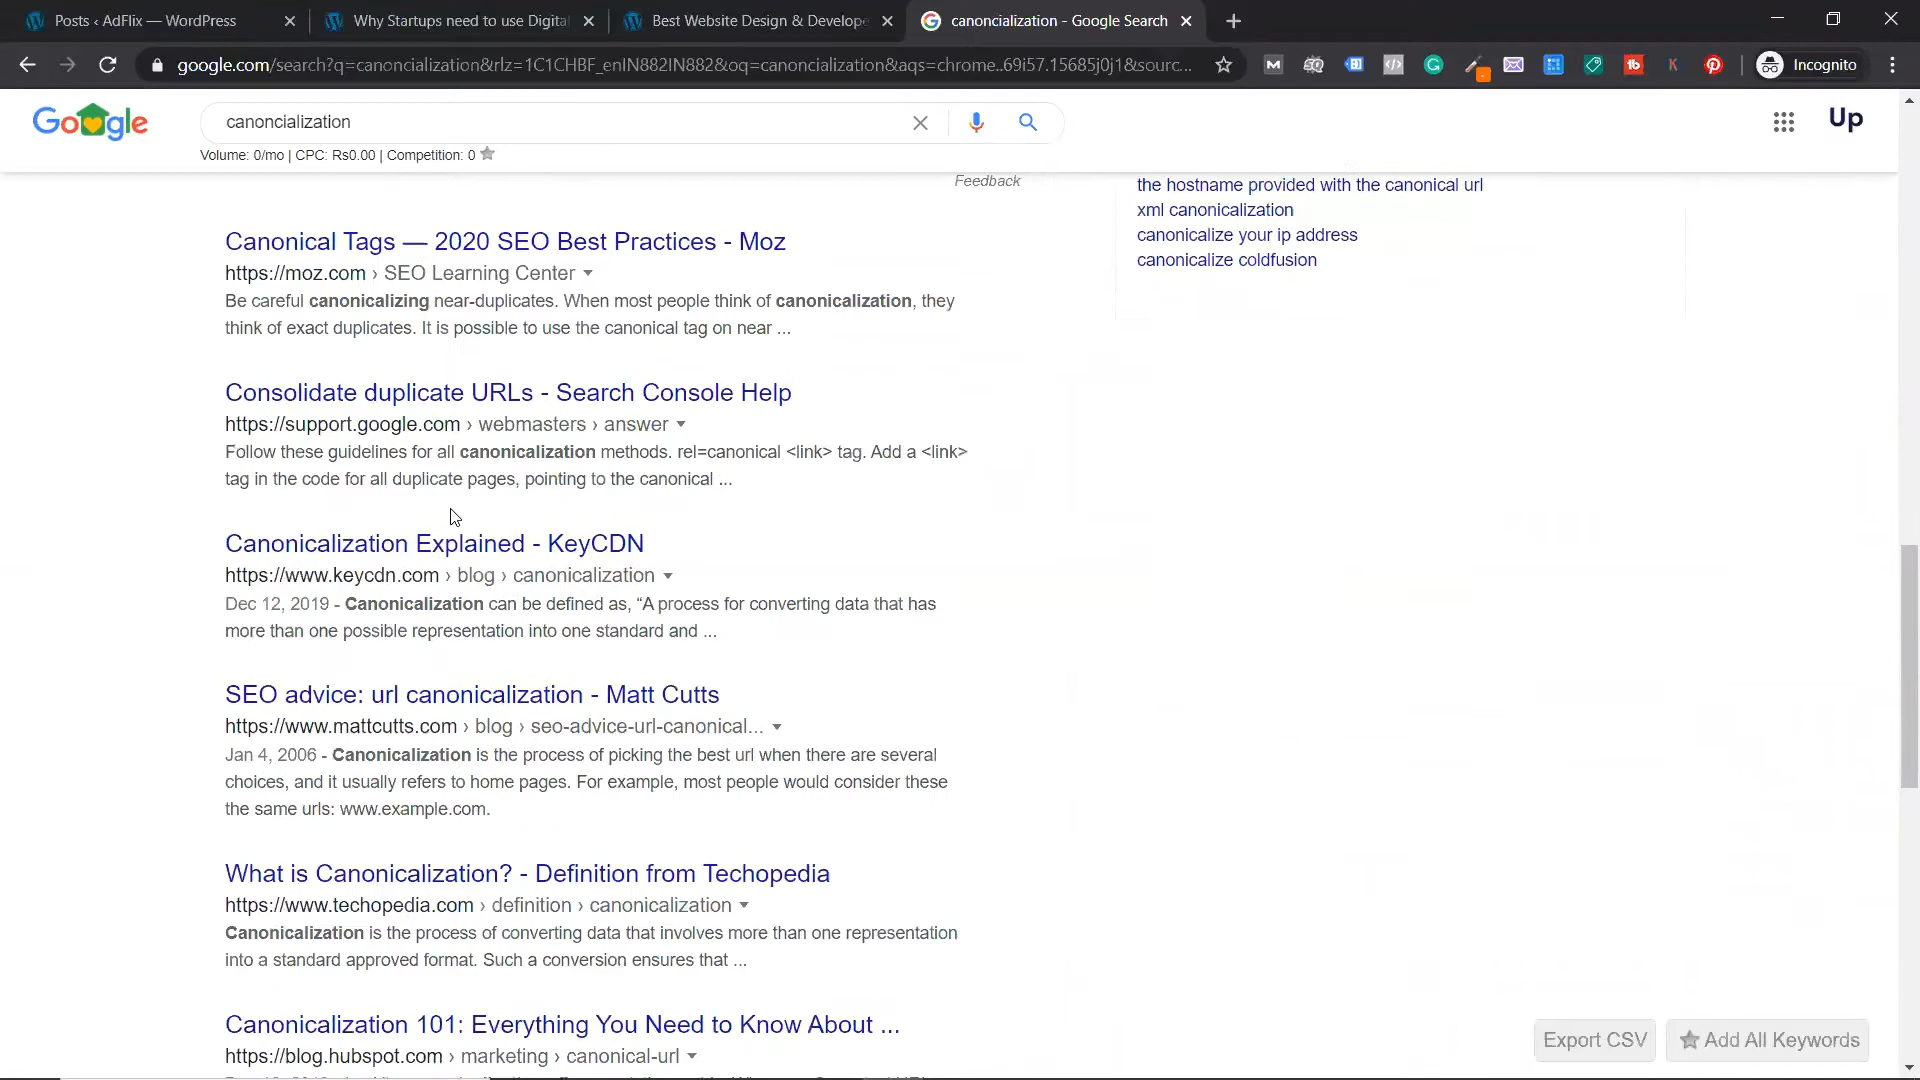 Posts ‹ AdFlix — WordPress
Why Startups need to use Digital
Best Website Design & Develope
canoncialization - Google Search
google.com/search?q=canoncialization&rlz=1C1CHBF_enIN882IN882&oq=canoncialization&aqs=chrome..69i57.15685j0j1&sourc...
Incognito
Google
canoncialization
Up
Volume: 0/mo | CPC: Rs0.00 | Competition: 0
Feedback
the hostname provided with the canonical url
xml canonicalization
canonicalize your ip address
canonicalize coldfusion
Canonical Tags — 2020 SEO Best Practices - Moz
https://moz.com › SEO Learning Center
Be careful canonicalizing near-duplicates. When most people think of canonicalization, they
think of exact duplicates. It is possible to use the canonical tag on near ...
Consolidate duplicate URLs - Search Console Help
https://support.google.com › webmasters › answer
Follow these guidelines for all canonicalization methods. rel=canonical <link> tag. Add a <link>
tag in the code for all duplicate pages, pointing to the canonical ...
Canonicalization Explained - KeyCDN
https://www.keycdn.com › blog › canonicalization
Dec 12, 2019 - Canonicalization can be defined as, “A process for converting data that has
more than one possible representation into one standard and ...
SEO advice: url canonicalization - Matt Cutts
https://www.mattcutts.com › blog › seo-advice-url-canonical...
Jan 4, 2006 - Canonicalization is the process of picking the best url when there are several
choices, and it usually refers to home pages. For example, most people would consider these
the same urls: www.example.com.
What is Canonicalization? - Definition from Techopedia
https://www.techopedia.com › definition › canonicalization
Canonicalization is the process of converting data that involves more than one representation
into a standard approved format. Such a conversion ensures that ...
Canonicalization 101: Everything You Need to Know About ...
https://blog.hubspot.com › marketing › canonical-url
Export CSV
Add All Keywords